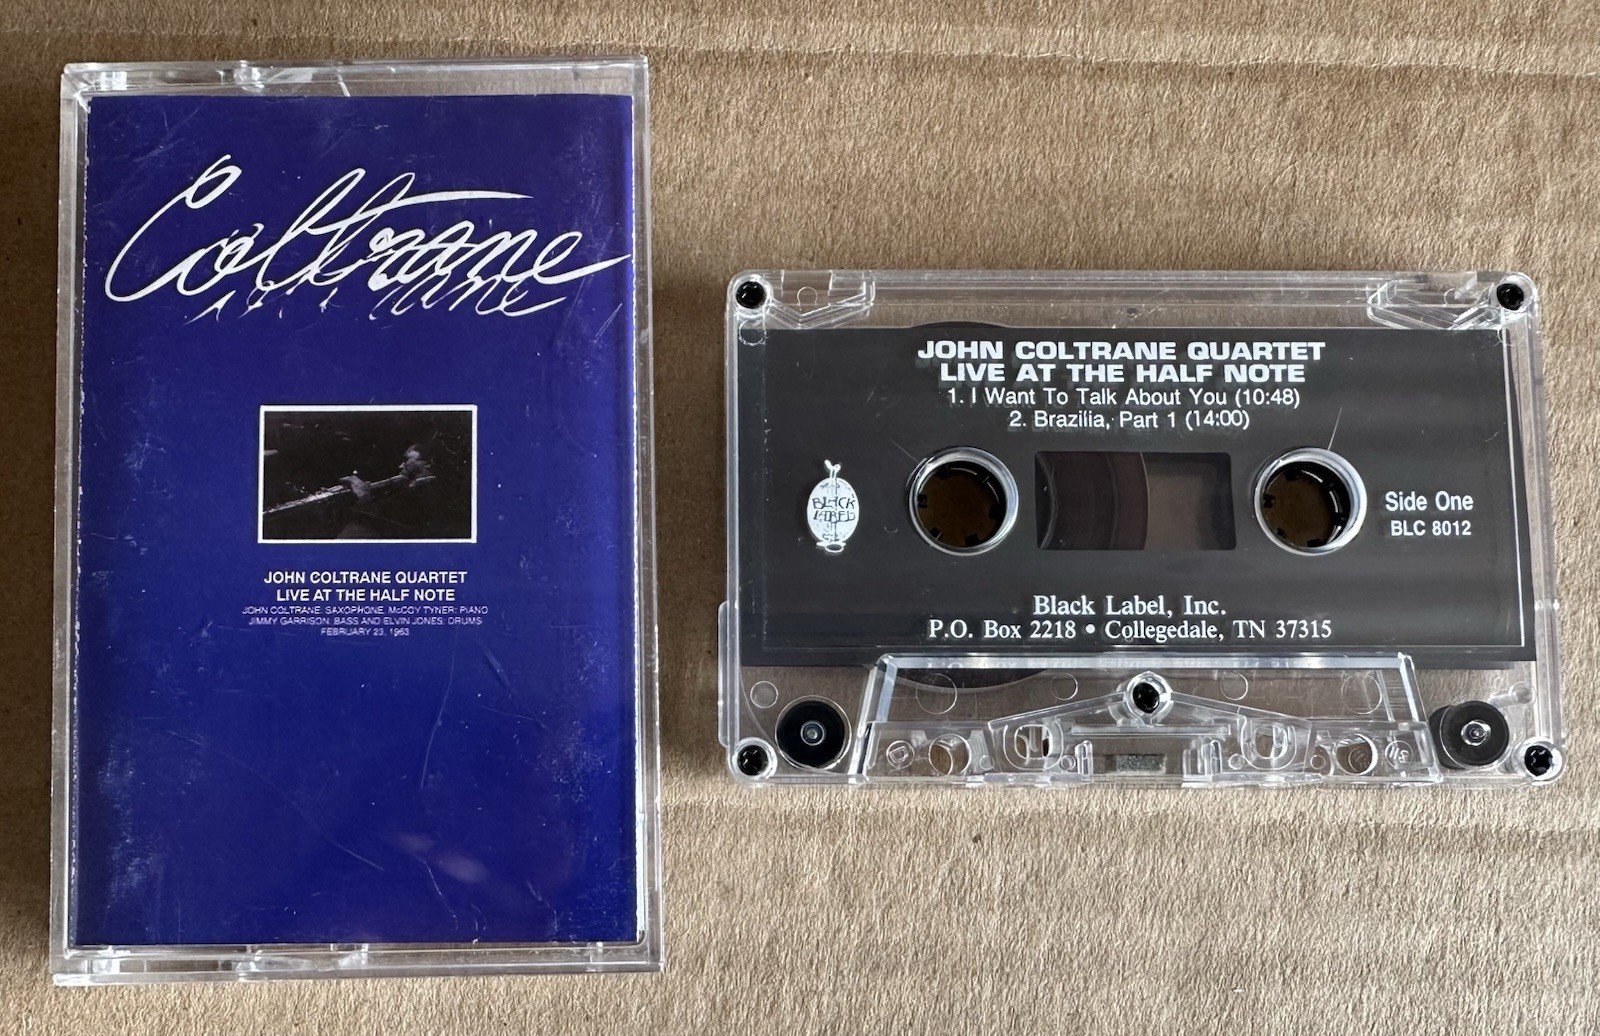 Coltrane
JOHN COLTRANE QUARTET
LIVE AT THE HALF NOTE
JOHN COLTRANE: SAXOPHONE, McCOY TYNER: PIANO
JIMMY GARRISON: BASS AND ELVIN JONES: DRUMS
FEBRUARY 23, 1963
JOHN COLTRANE QUARTET
LIVE AT THE HALF NOTE
1. I Want To Talk About You (10:48)
2. Brazilia, Part 1 (14:00)
BLACK
LABEL
Side One
BLC 8012
Black Label, Inc.
P.O. Box 2218 • Collegedale, TN 37315